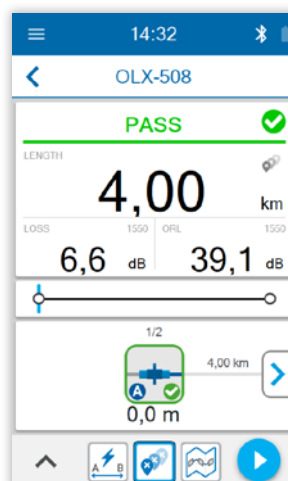 14:32
OLX-508
PASS
LENGTH
4,00 km
LOSS 1550 ORL 1550
6,6 dB 39,1 dB
1/2
A
4,00 km
0,0 m
A B